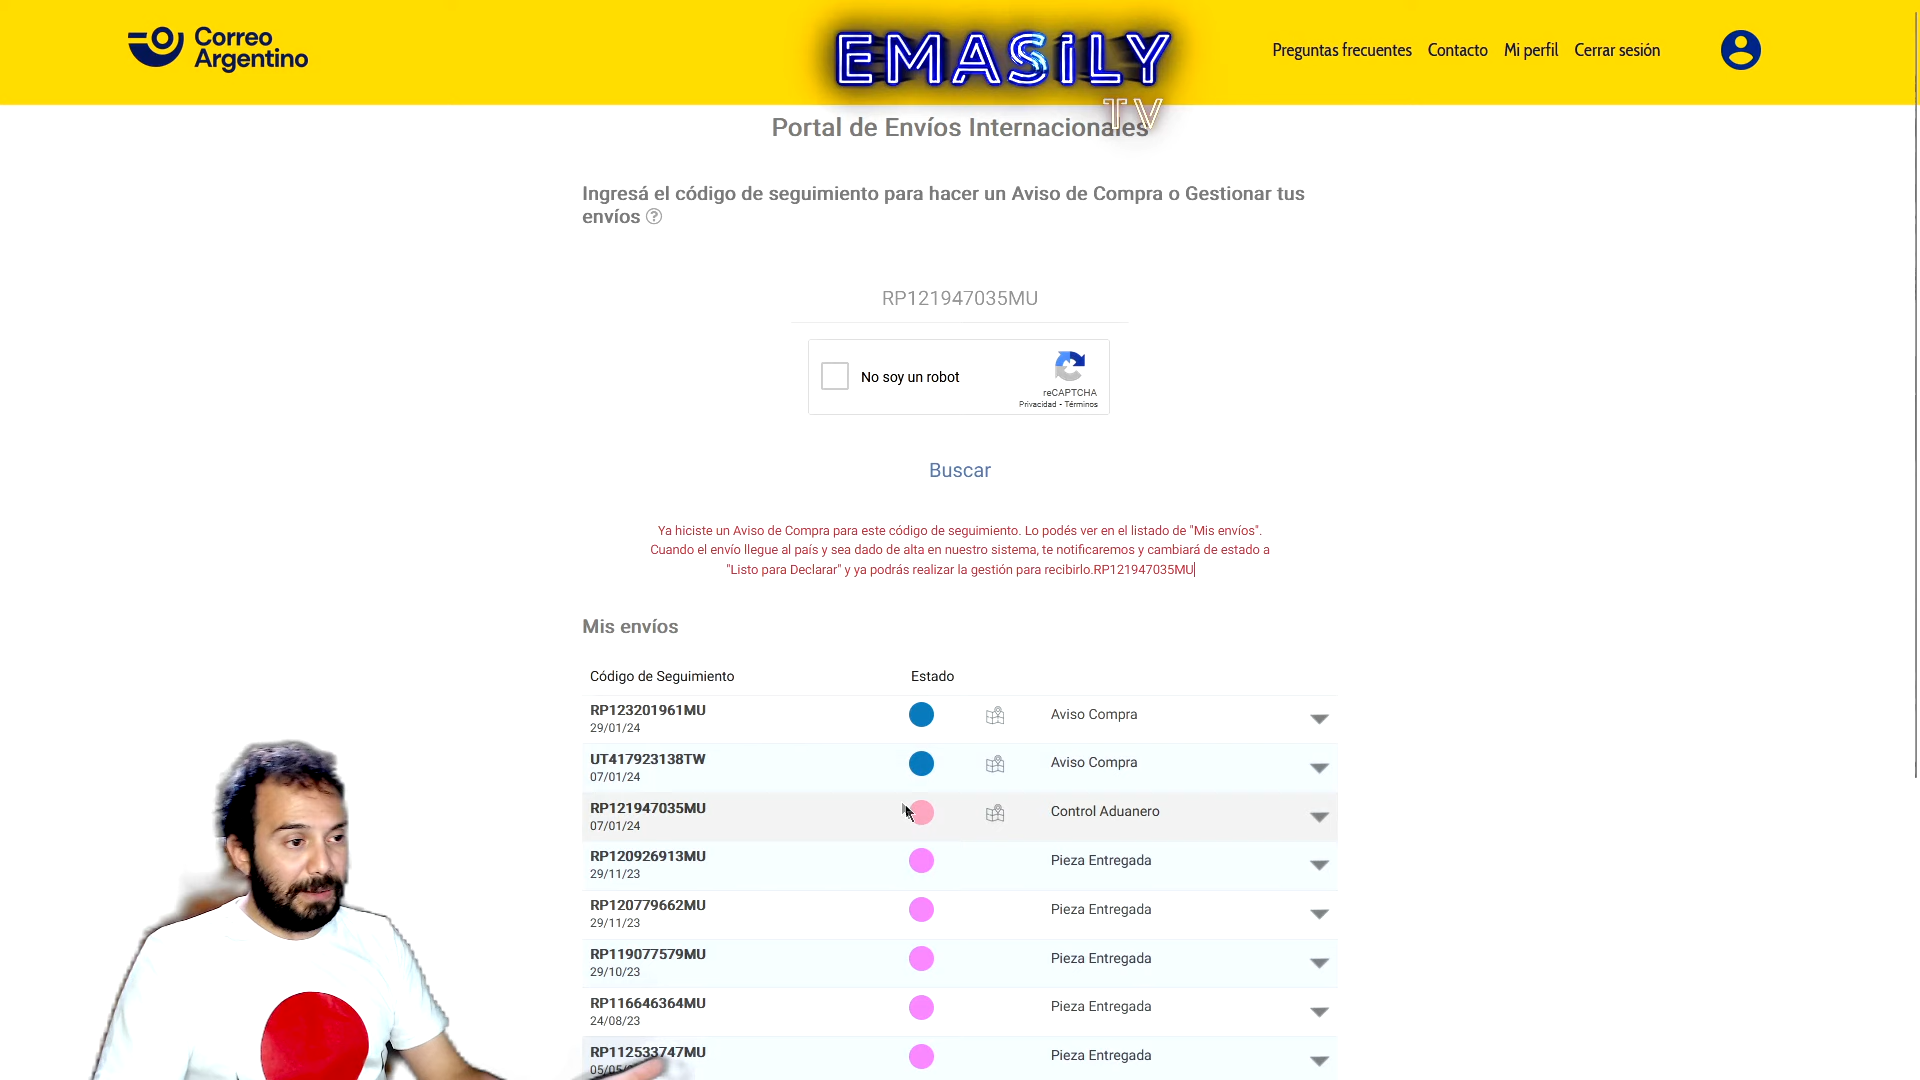 Correo
Argentino
EMASiLY
TV
Preguntas frecuentes
Contacto
Mi perfil
Cerrar sesión
Portal de Envíos Internacionales
Ingresá el código de seguimiento para hacer un Aviso de Compra o Gestionar tus
envíos ?
RP121947035MU
No soy un robot
reCAPTCHA
Privacidad - Términos
Buscar
Ya hiciste un Aviso de Compra para este código de seguimiento. Lo podés ver en el listado de "Mis envíos".
Cuando el envío llegue al país y sea dado de alta en nuestro sistema, te notificaremos y cambiará de estado a
"Listo para Declarar" y ya podrás realizar la gestión para recibirlo.RP121947035MU
Mis envíos
Código de Seguimiento
Estado
RP123201961MU
29/01/24
Aviso Compra
UT417923138TW
07/01/24
Aviso Compra
RP121947035MU
07/01/24
Control Aduanero
RP120926913MU
29/11/23
Pieza Entregada
RP120779662MU
29/11/23
Pieza Entregada
RP119077579MU
29/10/23
Pieza Entregada
RP116646364MU
24/08/23
Pieza Entregada
RP112533747MU
Pieza Entregada